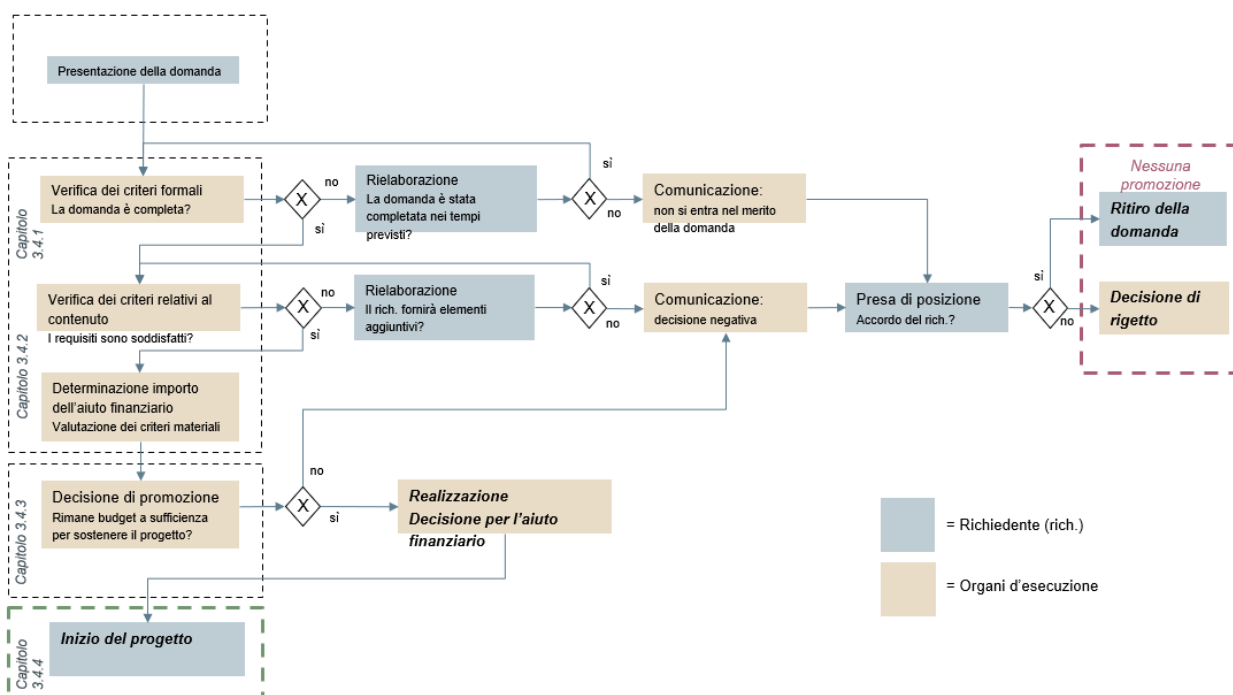 Presentazione della domanda
Capitolo
3.4.1
Verifica dei criteri formali
La domanda è completa?
X
no
sì
Rielaborazione
La domanda è stata
completata nei tempi
previsti?
X
sì
no
Comunicazione:
non si entra nel merito
della domanda
Capitolo 3.4.2
Verifica dei criteri relativi al
contenuto
I requisiti sono soddisfatti?
X
no
sì
Rielaborazione
Il rich. fornirà elementi
aggiuntivi?
X
sì
no
Comunicazione:
decisione negativa
Presa di posizione
Accordo del rich.?
X
sì
no
Nessuna
promozione
Ritiro della
domanda
Decisione di
rigetto
Determinazione importo
dell’aiuto finanziario
Valutazione dei criteri materiali
Capitolo 3.4.3
Decisione di promozione
Rimane budget a sufficienza
per sostenere il progetto?
X
no
sì
Realizzazione
Decisione per l’aiuto
finanziario
Capitolo
3.4.4
Inizio del progetto
= Richiedente (rich.)
= Organi d’esecuzione